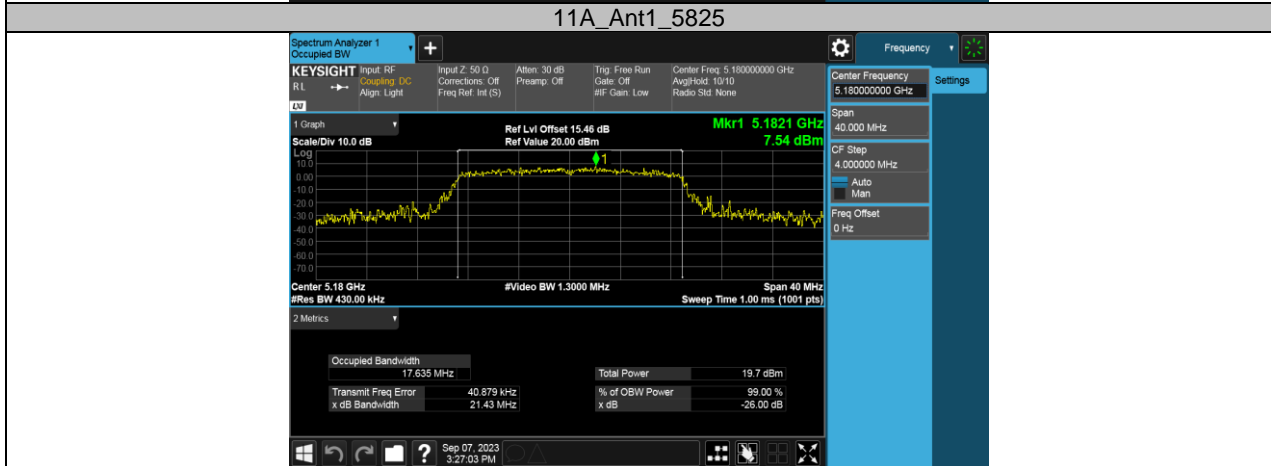 11A_Ant1_5825
Spectrum Analyzer 1
Occupied BW
+
Frequency
KEYSIGHT
R L
LXI
Input: RF
Coupling: DC
Align: Light
Input Z: 50 Ω
Corrections: Off
Freq Ref: Int (S)
Atten: 30 dB
Preamp: Off
Trig: Free Run
Gate: Off
#IF Gain: Low
Center Freq: 5.180000000 GHz
Avg|Hold: 10/10
Radio Std: None
Center Frequency
5.180000000 GHz
Settings
Span
40.000 MHz
CF Step
4.000000 MHz
Auto
Man
Freq Offset
0 Hz
1 Graph
Scale/Div 10.0 dB
Ref Lvl Offset 15.46 dB
Ref Value 20.00 dBm
Mkr1 5.1821 GHz
7.54 dBm
Log
10.0
0.00
-10.0
-20.0
-30.0
-40.0
-50.0
-60.0
-70.0
1
Center 5.18 GHz
#Res BW 430.00 kHz
#Video BW 1.3000 MHz
Span 40 MHz
Sweep Time 1.00 ms (1001 pts)
2 Metrics
Occupied Bandwidth
17.635 MHz
Transmit Freq Error 40.879 kHz
x dB Bandwidth 21.43 MHz
Total Power 19.7 dBm
% of OBW Power 99.00 %
x dB -26.00 dB
?
Sep 07, 2023
3:27:03 PM